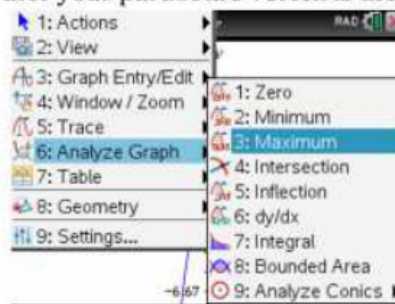 1: Actions
2: View
3: Graph Entry/Edit
4: Window / Zoom
5: Trace
6: Analyze Graph
7: Table
8: Geometry
9: Settings...
RAD
1: Zero
2: Minimum
3: Maximum
4: Intersection
5: Inflection
6: dy/dx
7: Integral
8: Bounded Area
9: Analyze Conics
-6.67